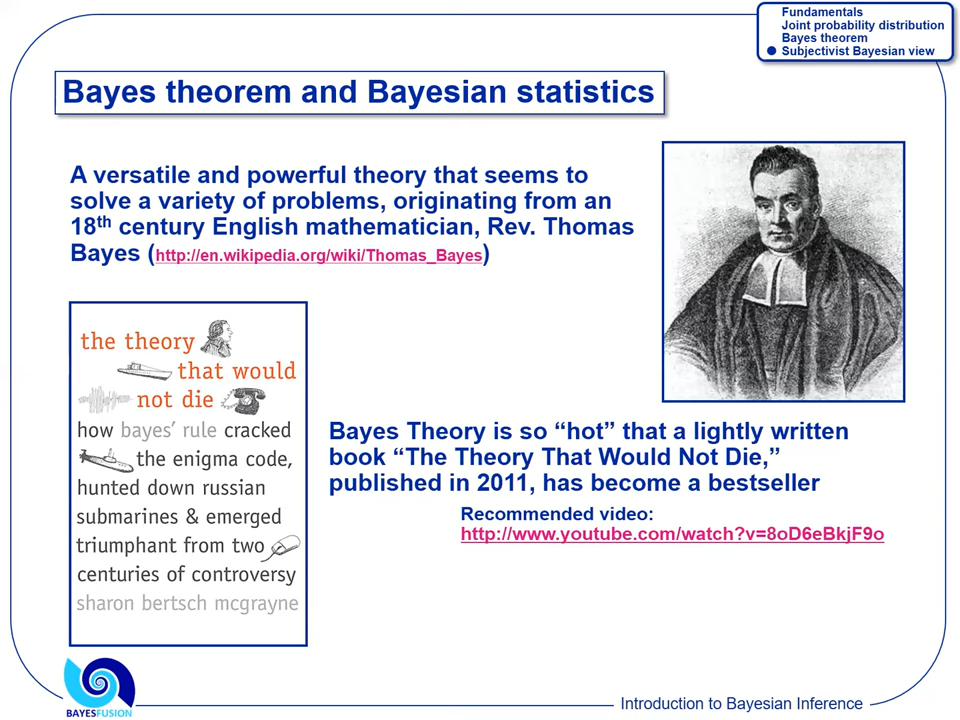 Fundamentals
Joint probability distribution
Bayes theorem
● Subjectivist Bayesian view
Bayes theorem and Bayesian statistics
A versatile and powerful theory that seems to
solve a variety of problems, originating from an
18th century English mathematician, Rev. Thomas
Bayes (http://en.wikipedia.org/wiki/Thomas_Bayes)
the theory
that would
not die
how bayes' rule cracked
the enigma code,
hunted down russian
submarines & emerged
triumphant from two
centuries of controversy
sharon bertsch mcgrayne
Bayes Theory is so “hot” that a lightly written
book “The Theory That Would Not Die,”
published in 2011, has become a bestseller
Recommended video:
http://www.youtube.com/watch?v=8oD6eBkjF9o
BAYESFUSION
Introduction to Bayesian Inference